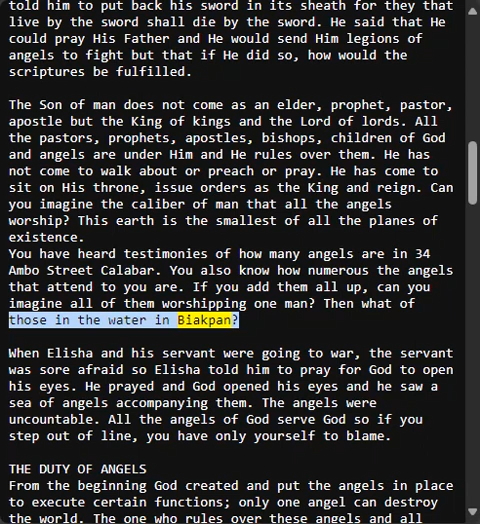 told him to put back his sword in its sheath for they that
live by the sword shall die by the sword. He said that He
could pray His Father and He would send Him legions of
angels to fight but that if He did so, how would the
scriptures be fulfilled.
The Son of man does not come as an elder, prophet, pastor,
apostle but the King of kings and the Lord of lords. All
the pastors, prophets, apostles, bishops, children of God
and angels are under Him and He rules over them. He has
not come to walk about or preach or pray. He has come to
sit on His throne, issue orders as the King and reign. Can
you imagine the caliber of man that all the angels
worship? This earth is the smallest of all the planes of
existence.
You have heard testimonies of how many angels are in 34
Ambo Street Calabar. You also know how numerous the angels
that attend to you are. If you add them all up, can you
imagine all of them worshipping one man? Then what of
those in the water in Biakpan?
When Elisha and his servant were going to war, the servant
was sore afraid so Elisha told him to pray for God to open
his eyes. He prayed and God opened his eyes and he saw a
sea of angels accompanying them. The angels were
uncountable. All the angels of God serve God so if you
step out of line, you have only yourself to blame.
THE DUTY OF ANGELS
From the beginning God created and put the angels in place
to execute certain functions; only one angel can destroy
the world. The one who rules over these angels and all